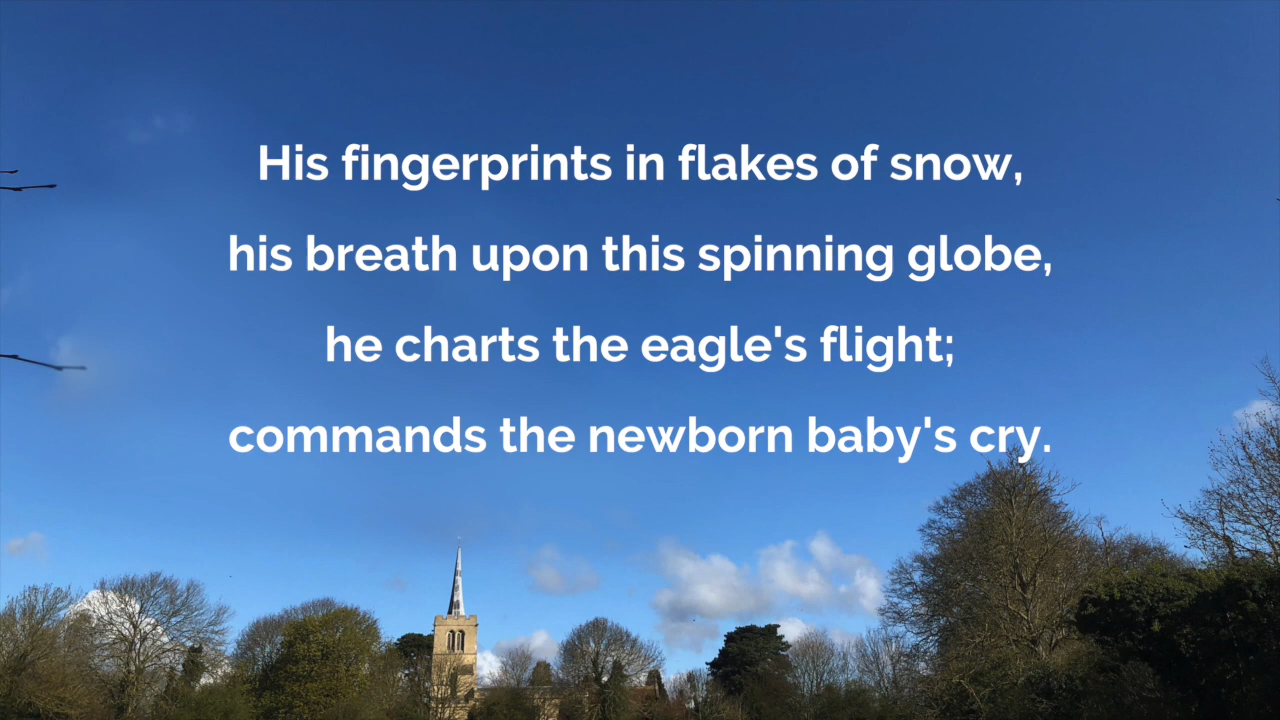 His fingerprints in flakes of snow,
his breath upon this spinning globe,
he charts the eagle's flight;
commands the newborn baby's cry.